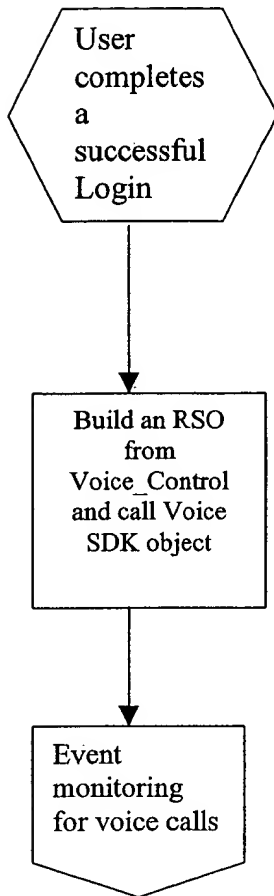 User
completes
a
successful
Login
Build an RSO
from
Voice_Control
and call Voice
SDK object
Event
monitoring
for voice calls